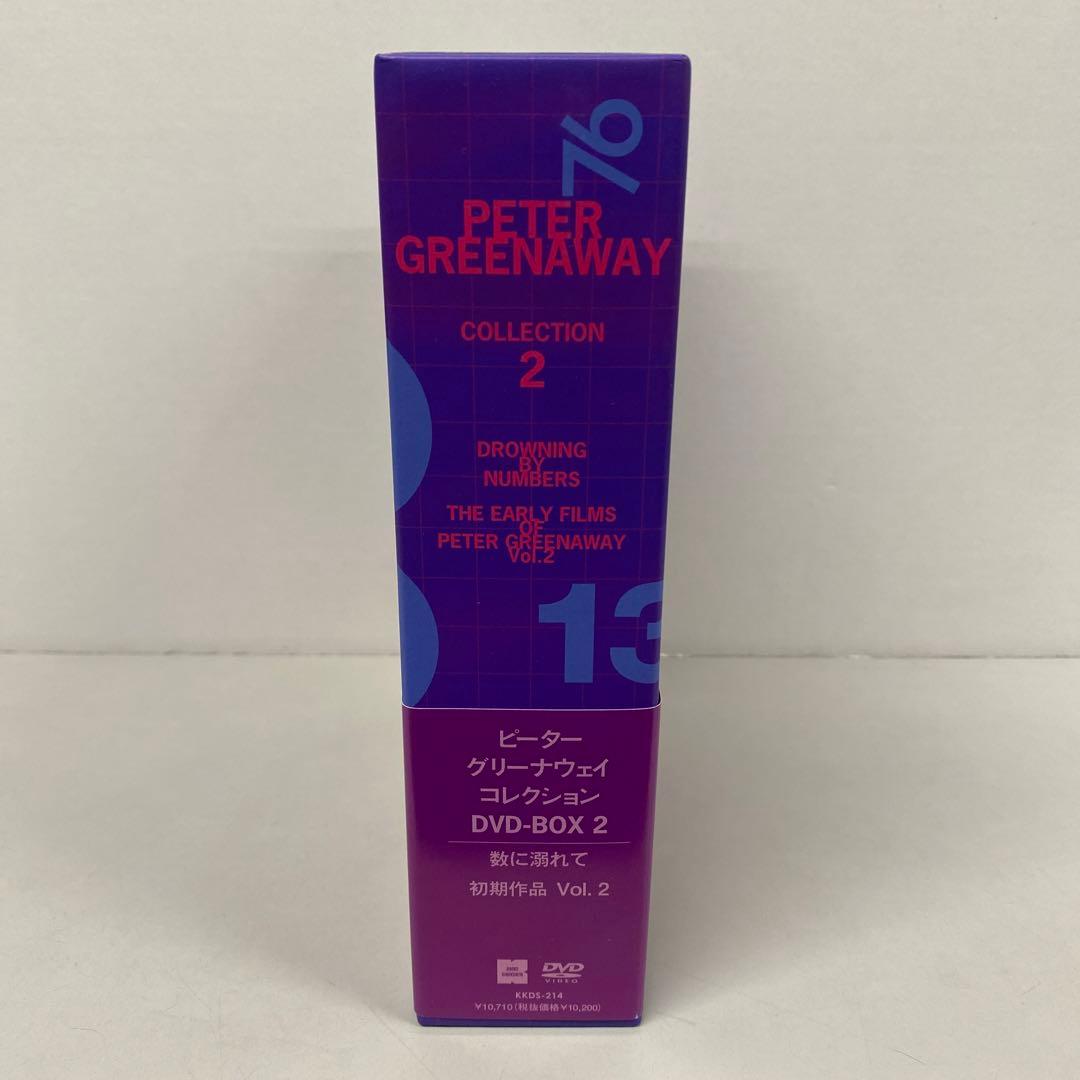 76
PETER
GREENAWAY
COLLECTION
2
DROWNING
BY
NUMBERS
THE EARLY FILMS
OF
PETER GREENAWAY
Vol.2
13
ピーター
グリーナウェイ
コレクション
DVD-BOX 2
数に溺れて
初期作品 Vol. 2
K
DVD
VIDEO
KKDS-214
¥10,710(税抜価格¥10,200)